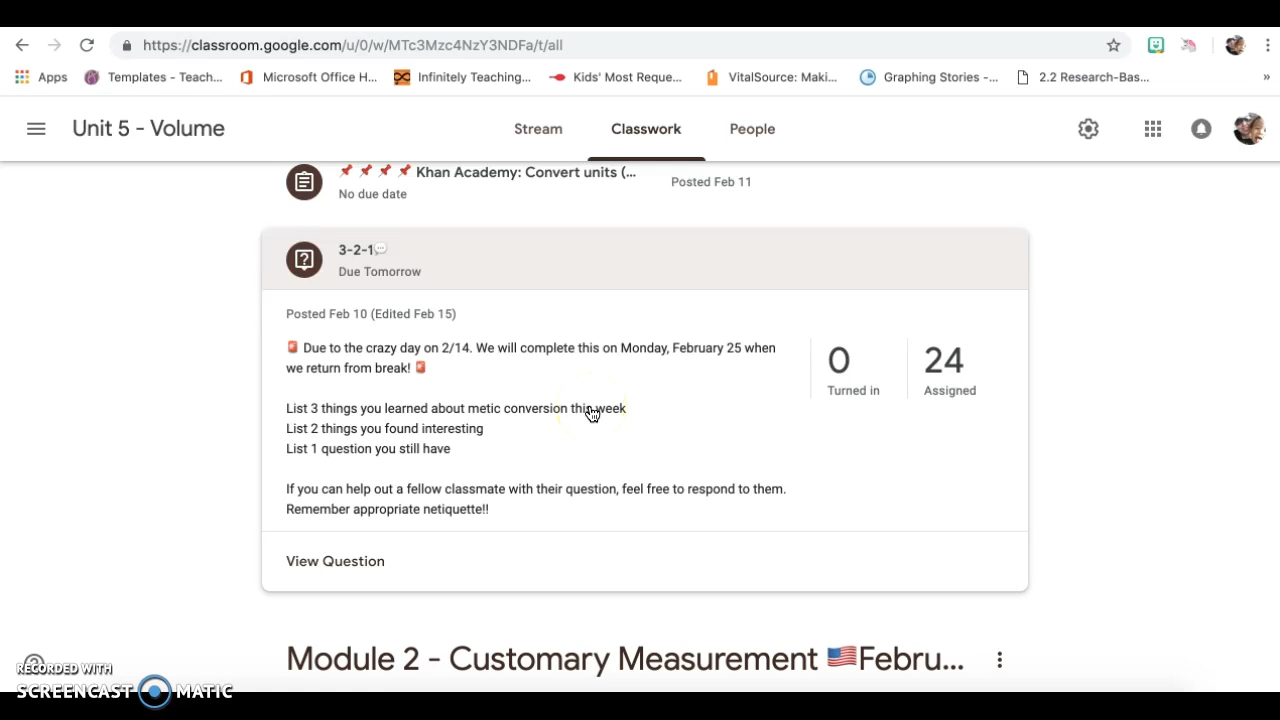 https://classroom.google.com/u/0/w/MTc3Mzc4NzY3NDFa/t/all
Apps Templates - Teach... Microsoft Office H... Infinitely Teaching... Kids' Most Reque... VitalSource: Maki... Graphing Stories -... 2.2 Research-Bas... »
Unit 5 - Volume Stream Classwork People
📌 📌 📌 📌 Khan Academy: Convert units (... Posted Feb 11
No due date
3-2-1💬
Due Tomorrow
Posted Feb 10 (Edited Feb 15)
🚨 Due to the crazy day on 2/14. We will complete this on Monday, February 25 when
we return from break! 🚨
0 24
Turned in Assigned
List 3 things you learned about metic conversion this week
List 2 things you found interesting
List 1 question you still have
If you can help out a fellow classmate with their question, feel free to respond to them.
Remember appropriate netiquette!!
View Question
Module 2 - Customary Measurement 🇺🇸Febru...
RECORDED WITH
SCREENCAST MATIC